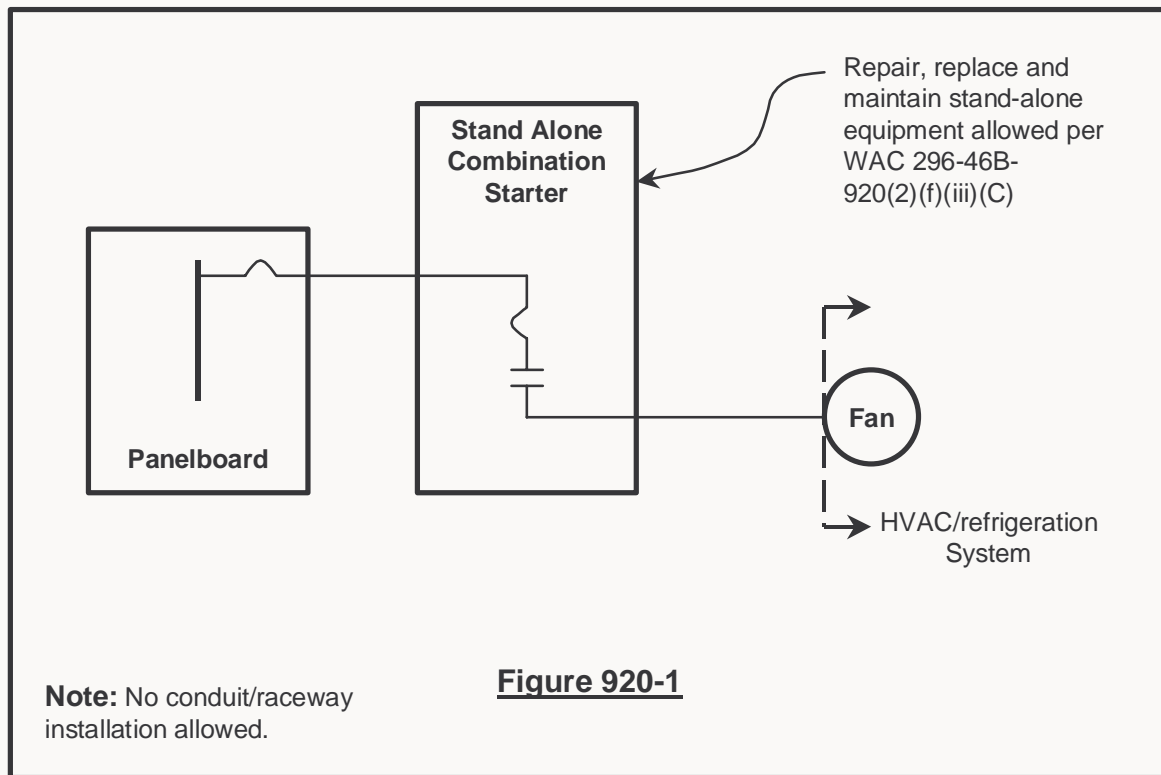 Repair, replace and
maintain stand-alone
equipment allowed per
WAC 296-46B-
920(2)(f)(iii)(C)
Stand Alone
Combination
Starter
Panelboard
Fan
HVAC/refrigeration
System
Figure 920-1
Note: No conduit/raceway
installation allowed.